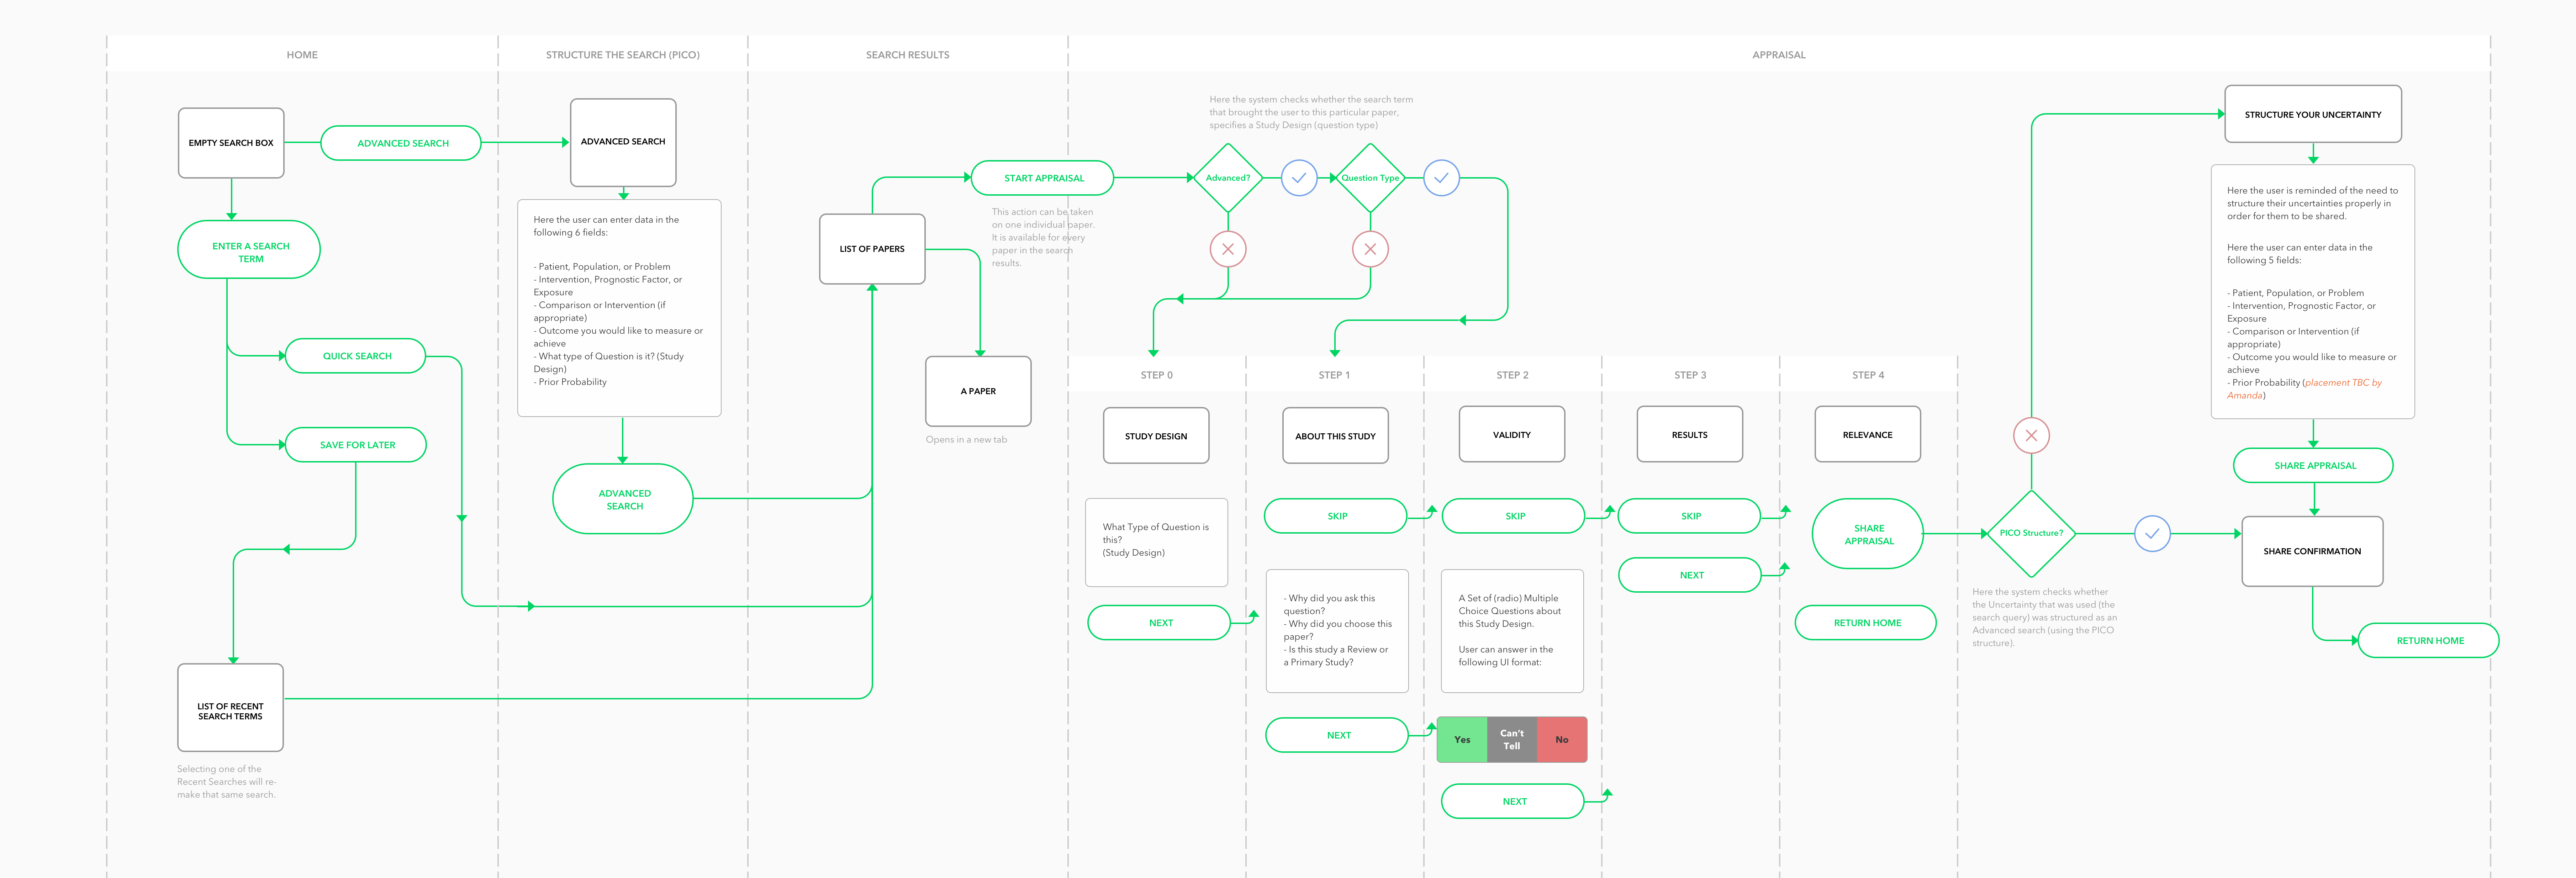 HOME
STRUCTURE THE SEARCH (PICO)
SEARCH RESULTS
APPRAISAL
EMPTY SEARCH BOX
ADVANCED SEARCH
ENTER A SEARCH
TERM
QUICK SEARCH
SAVE FOR LATER
LIST OF RECENT
SEARCH TERMS
Selecting one of the
Recent Searches will re-
make that same search.
ADVANCED SEARCH
Here the user can enter data in the
following 6 fields:
- Patient, Population, or Problem
- Intervention, Prognostic Factor, or
Exposure
- Comparison or Intervention (if
appropriate)
- Outcome you would like to measure or
achieve
- What type of Question is it? (Study
Design)
- Prior Probability
ADVANCED
SEARCH
LIST OF PAPERS
A PAPER
Opens in a new tab
START APPRAISAL
This action can be taken
on one individual paper.
It is available for every
paper in the search
results.
Here the system checks whether the search term
that brought the user to this particular paper,
specifies a Study Design (question type)
Advanced?
Question Type
STEP 0
STUDY DESIGN
What Type of Question is
this?
(Study Design)
NEXT
STEP 1
ABOUT THIS STUDY
SKIP
- Why did you ask this
question?
- Why did you choose this
paper?
- Is this study a Review or
a Primary Study?
NEXT
STEP 2
VALIDITY
SKIP
A Set of (radio) Multiple
Choice Questions about
this Study Design.
User can answer in the
following UI format:
Yes
Can't
Tell
No
NEXT
STEP 3
RESULTS
SKIP
NEXT
STEP 4
RELEVANCE
SHARE
APPRAISAL
RETURN HOME
PICO Structure?
Here the system checks whether
the Uncertainty that was used (the
search query) was structured as an
Advanced search (using the PICO
structure).
STRUCTURE YOUR UNCERTAINTY
Here the user is reminded of the need to
structure their uncertainties properly in
order for them to be shared.
Here the user can enter data in the
following 5 fields:
- Patient, Population, or Problem
- Intervention, Prognostic Factor, or
Exposure
- Comparison or Intervention (if
appropriate)
- Outcome you would like to measure or
achieve
- Prior Probability (placement TBC by
Amanda)
SHARE APPRAISAL
SHARE CONFIRMATION
RETURN HOME